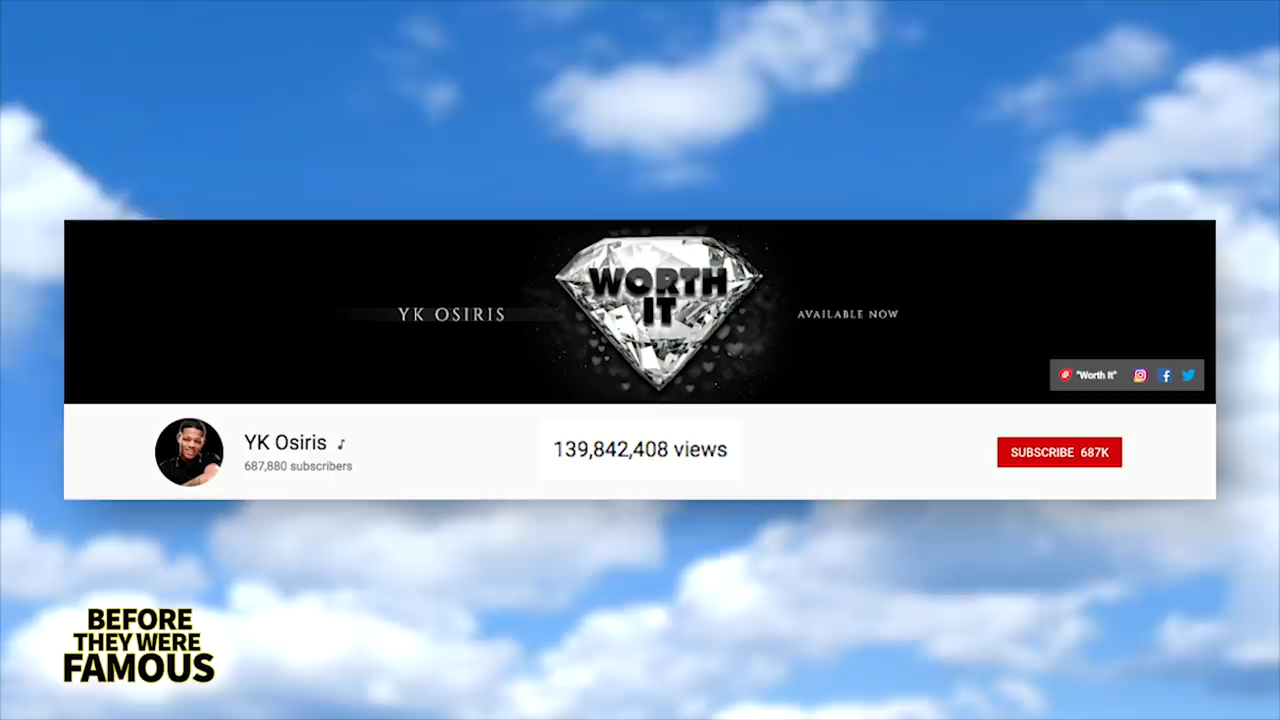 WORTH
IT
YK OSIRIS
AVAILABLE NOW
"Worth It"
YK Osiris
687,880 subscribers
139,842,408 views
SUBSCRIBE 687K
BEFORE
THEY WERE
FAMOUS